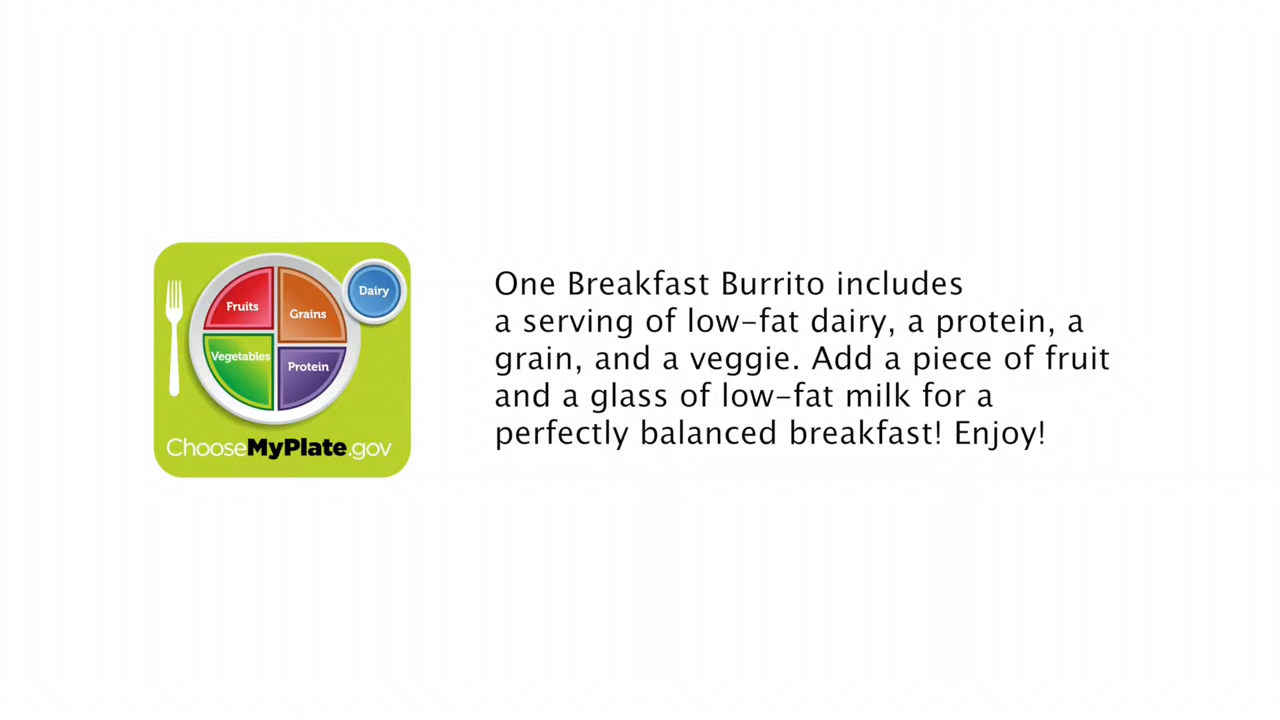 Fruits
Grains
Dairy
Vegetables
Protein
ChooseMyPlate.gov
One Breakfast Burrito includes
a serving of low-fat dairy, a protein, a
grain, and a veggie. Add a piece of fruit
and a glass of low-fat milk for a
perfectly balanced breakfast! Enjoy!